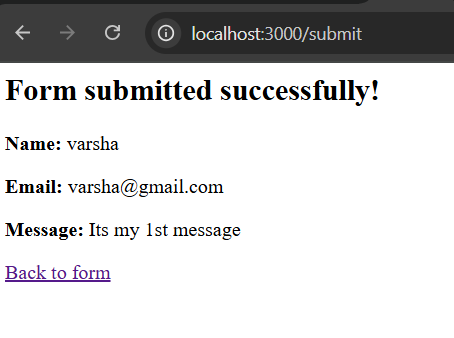 localhost:3000/submit
Form submitted successfully!
Name: varsha
Email: varsha@gmail.com
Message: Its my 1st message
Back to form